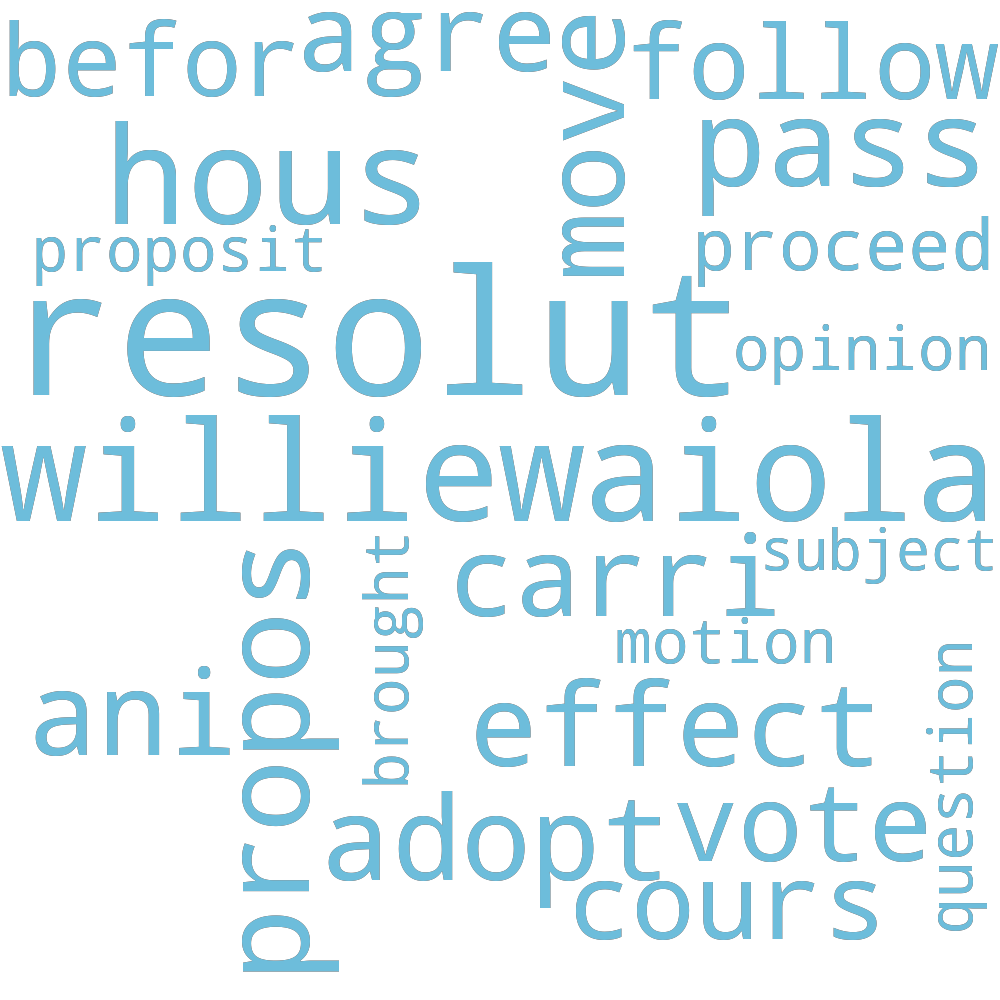 befor
agree
move
follow
hous
pass
proposit
proceed
resolut
opinion
williewaiola
propos
brought
carri
subject
motion
question
ani
effect
adopt
vote
cours